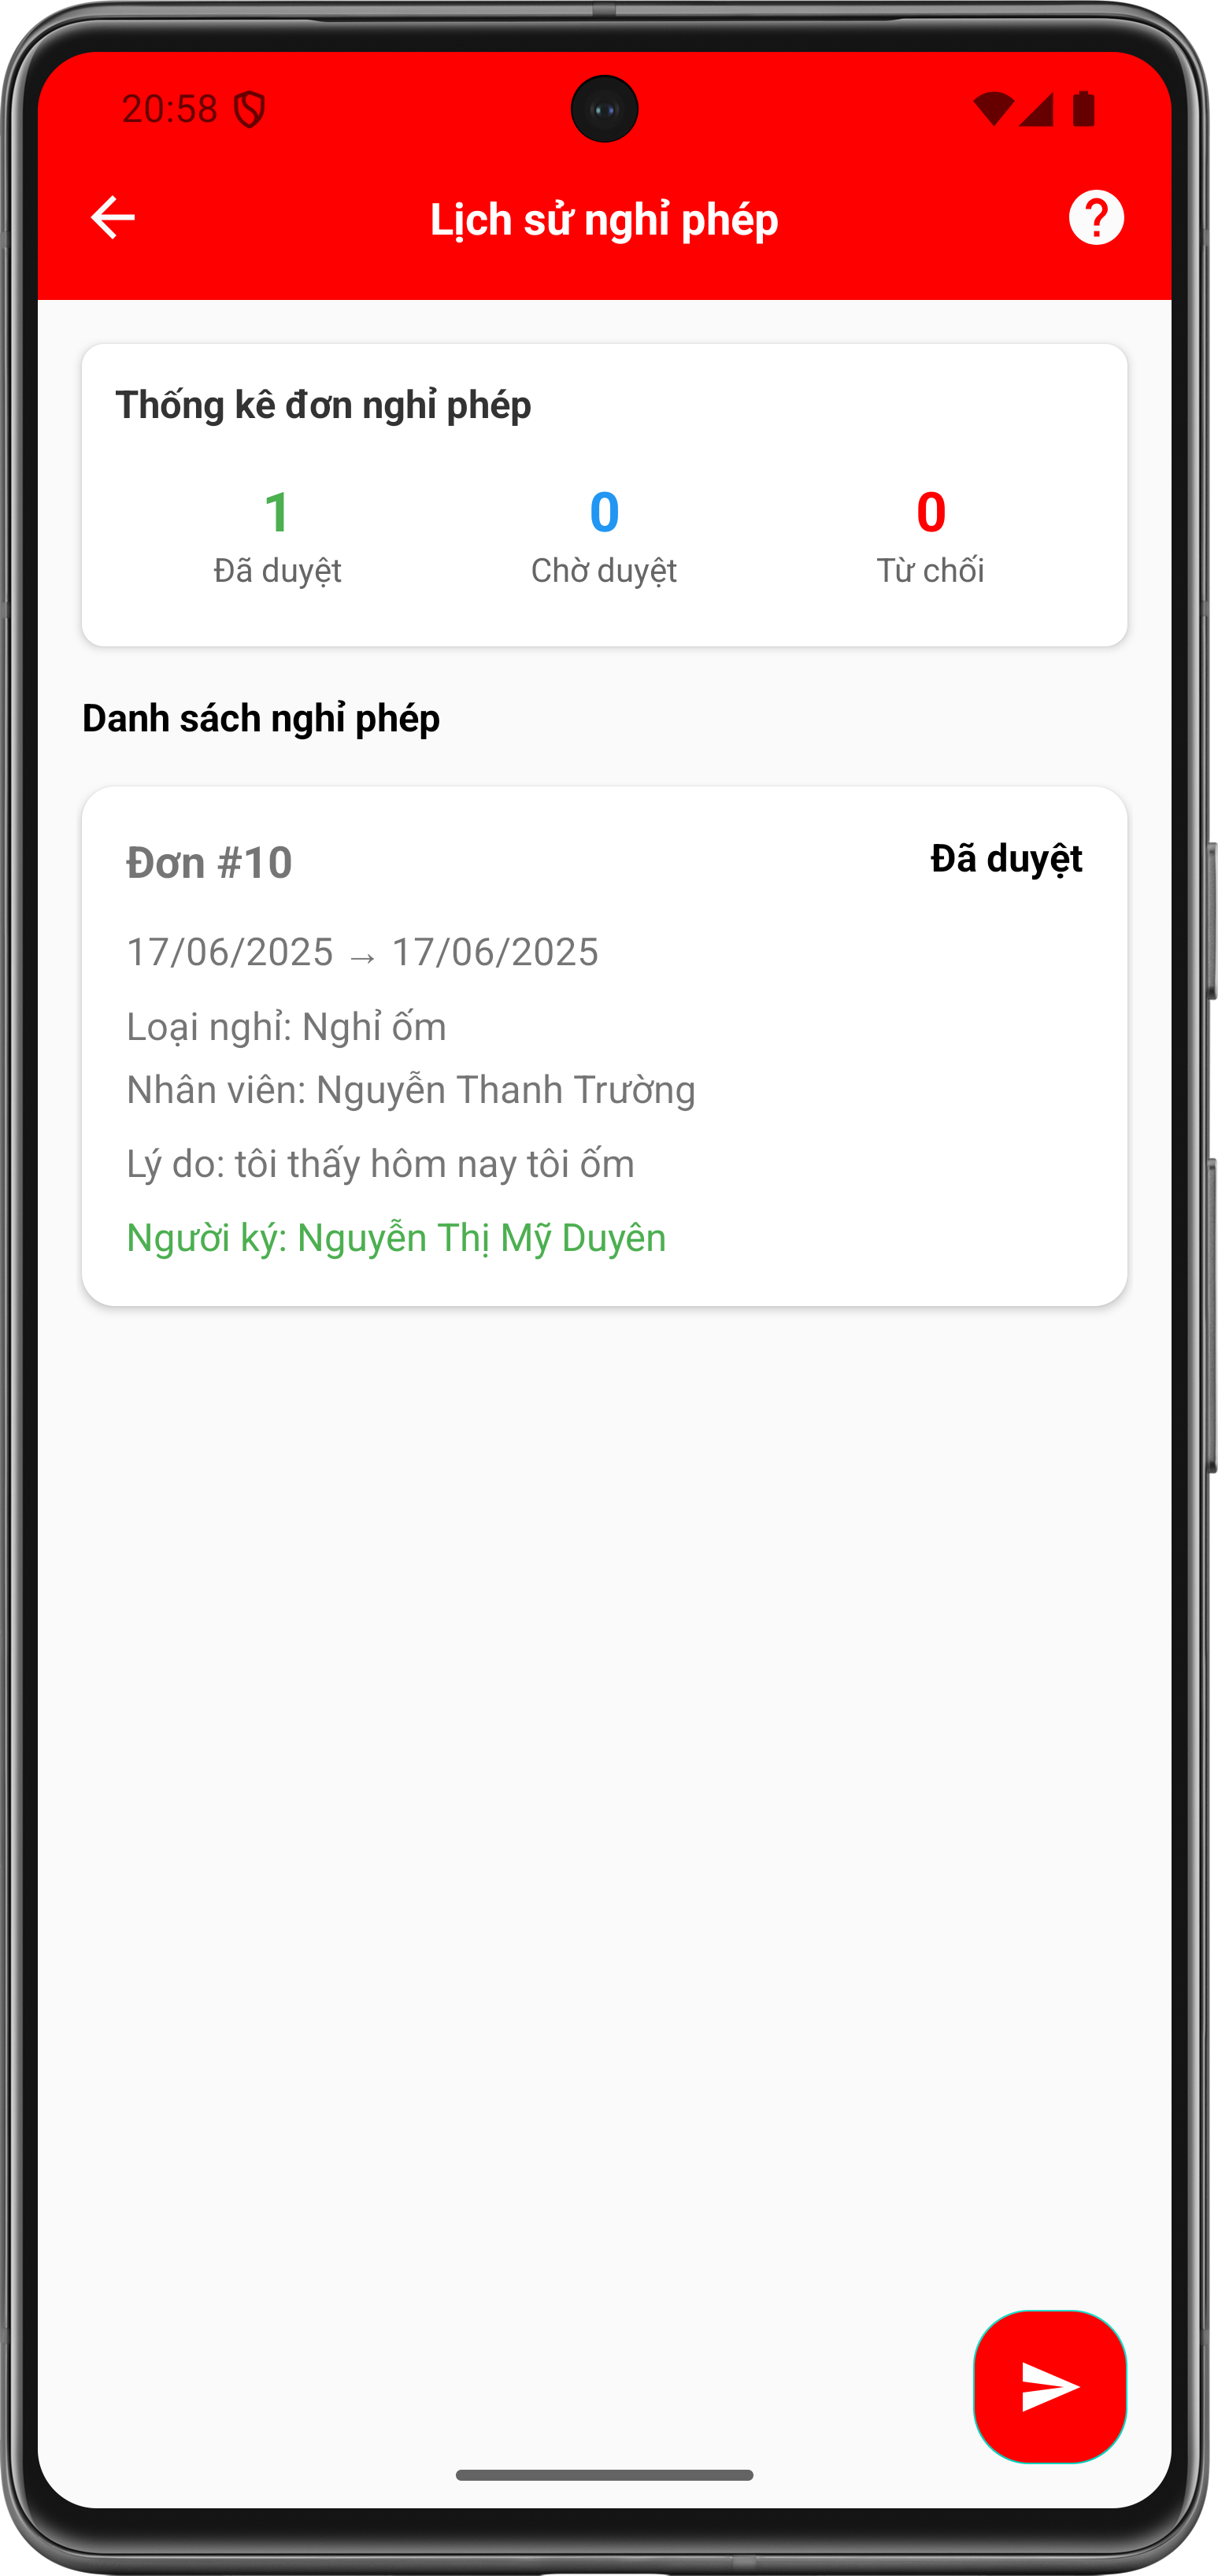 20:58
Lịch sử nghỉ phép
Thống kê đơn nghỉ phép
1 0 0
Đã duyệt Chờ duyệt Từ chối
Danh sách nghỉ phép
Đơn #10 Đã duyệt
17/06/2025 → 17/06/2025
Loại nghỉ: Nghỉ ốm
Nhân viên: Nguyễn Thanh Trường
Lý do: tôi thấy hôm nay tôi ốm
Người ký: Nguyễn Thị Mỹ Duyên